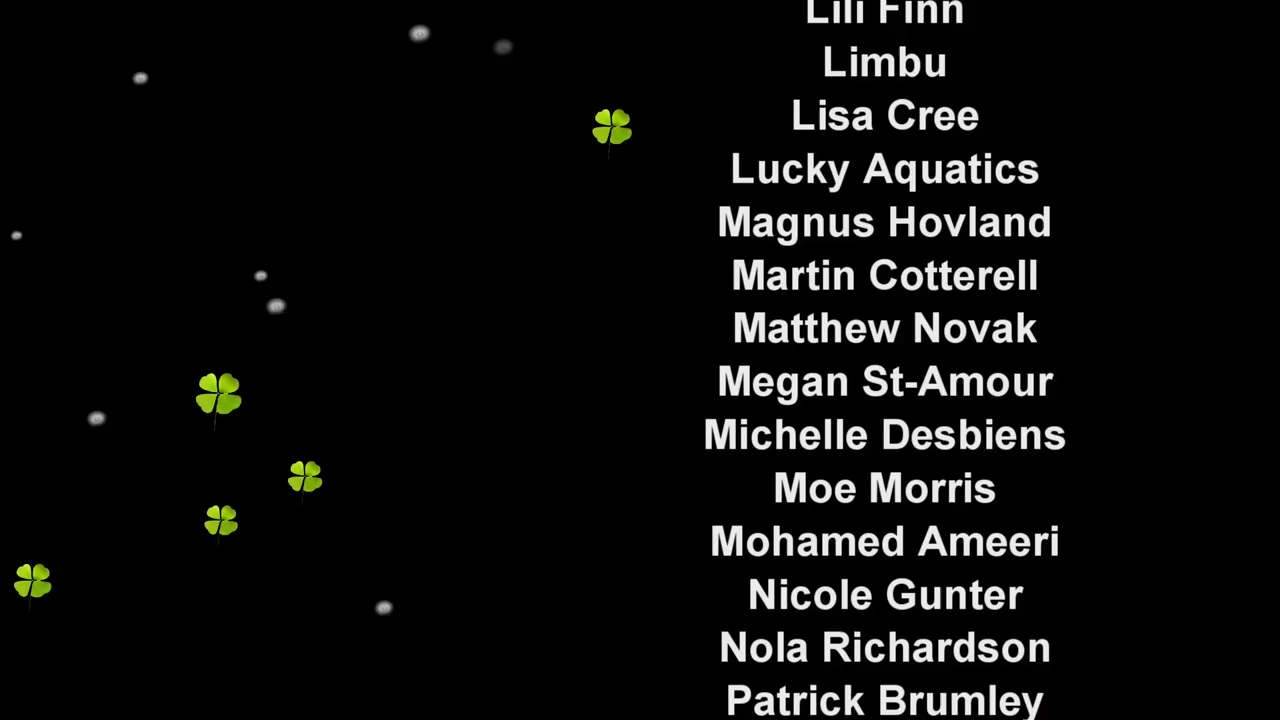 Lili Finn
Limbu
Lisa Cree
Lucky Aquatics
Magnus Hovland
Martin Cotterell
Matthew Novak
Megan St-Amour
Michelle Desbiens
Moe Morris
Mohamed Ameeri
Nicole Gunter
Nola Richardson
Patrick Brumley